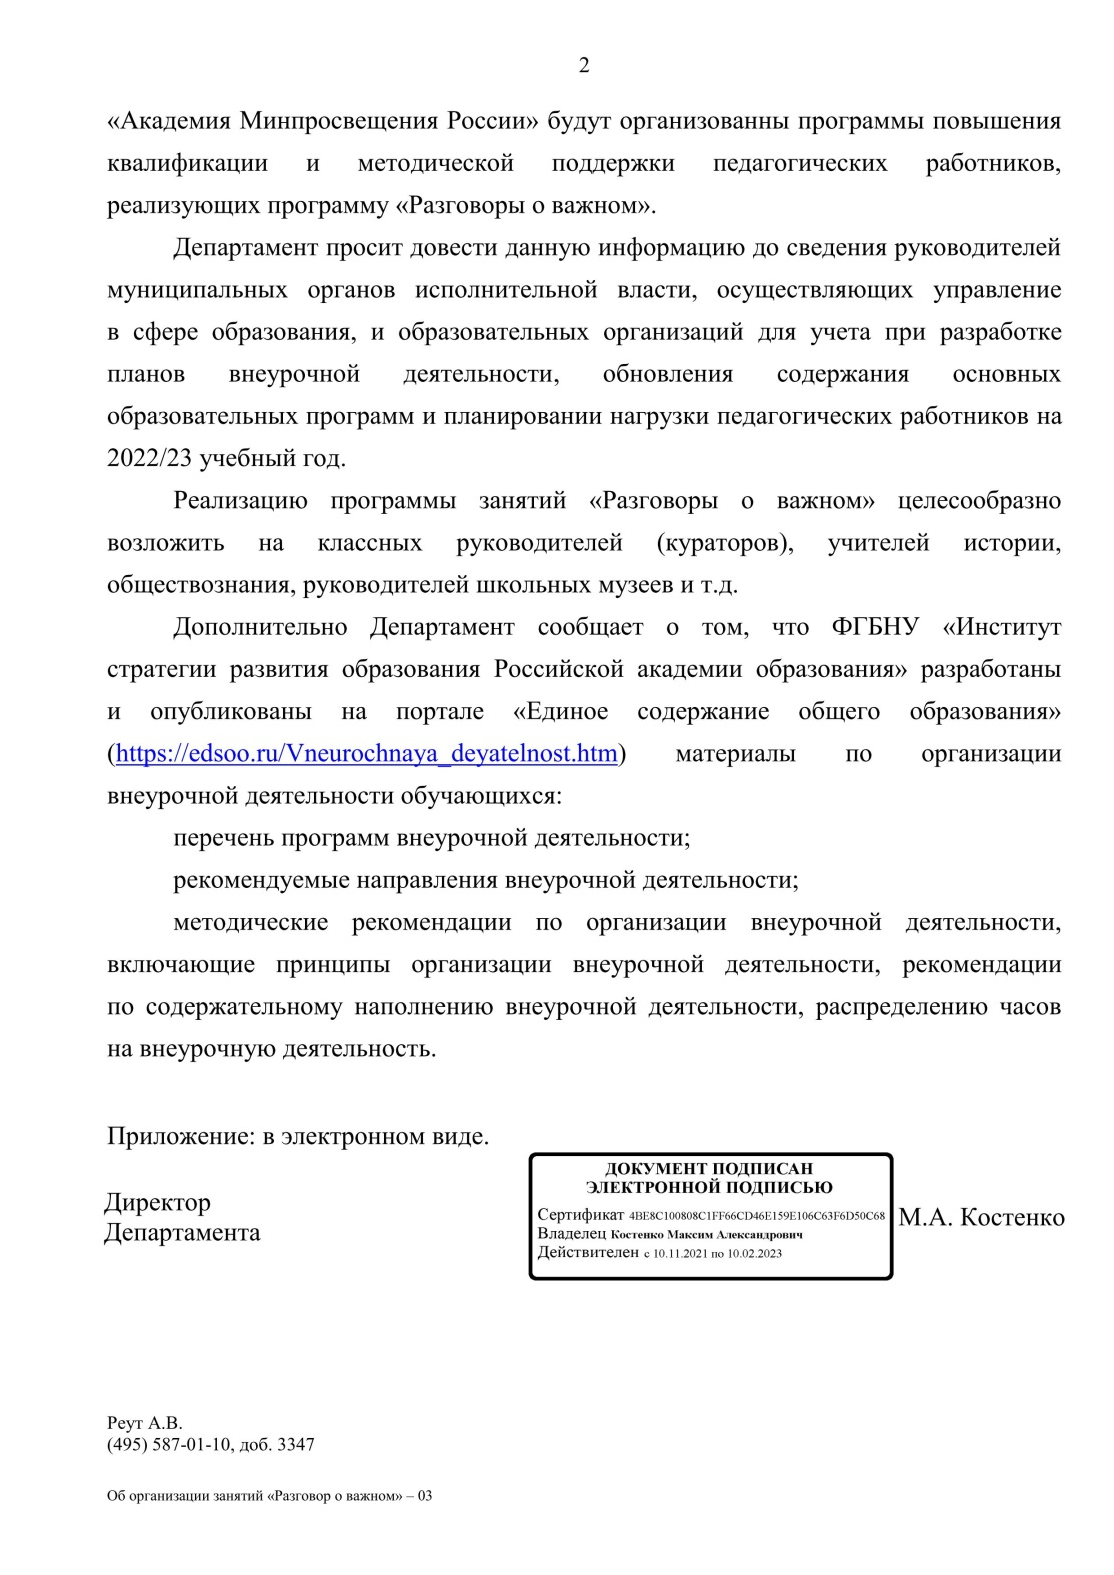 2
«Академия Минпросвещения России» будут организованны программы повышения
квалификации и методической поддержки педагогических работников,
реализующих программу «Разговоры о важном».
Департамент просит довести данную информацию до сведения руководителей
муниципальных органов исполнительной власти, осуществляющих управление
в сфере образования, и образовательных организаций для учета при разработке
планов внеурочной деятельности, обновления содержания основных
образовательных программ и планировании нагрузки педагогических работников на
2022/23 учебный год.
Реализацию программы занятий «Разговоры о важном» целесообразно
возложить на классных руководителей (кураторов), учителей истории,
обществознания, руководителей школьных музеев и т.д.
Дополнительно Департамент сообщает о том, что ФГБНУ «Институт
стратегии развития образования Российской академии образования» разработаны
и опубликованы на портале «Единое содержание общего образования»
(https://edsoo.ru/Vneurochnaya_deyatelnost.htm) материалы по организации
внеурочной деятельности обучающихся:
перечень программ внеурочной деятельности;
рекомендуемые направления внеурочной деятельности;
методические рекомендации по организации внеурочной деятельности,
включающие принципы организации внеурочной деятельности, рекомендации
по содержательному наполнению внеурочной деятельности, распределению часов
на внеурочную деятельность.
Приложение: в электронном виде.
Директор
Департамента
ДОКУМЕНТ ПОДПИСАН
ЭЛЕКТРОННОЙ ПОДПИСЬЮ
Сертификат 4BE8C100808C1FF66CD46E159E106C63F6D50C68
Владелец Костенко Максим Александрович
Действителен с 10.11.2021 по 10.02.2023
М.А. Костенко
Реут А.В.
(495) 587-01-10, доб. 3347
Об организации занятий «Разговор о важном» – 03